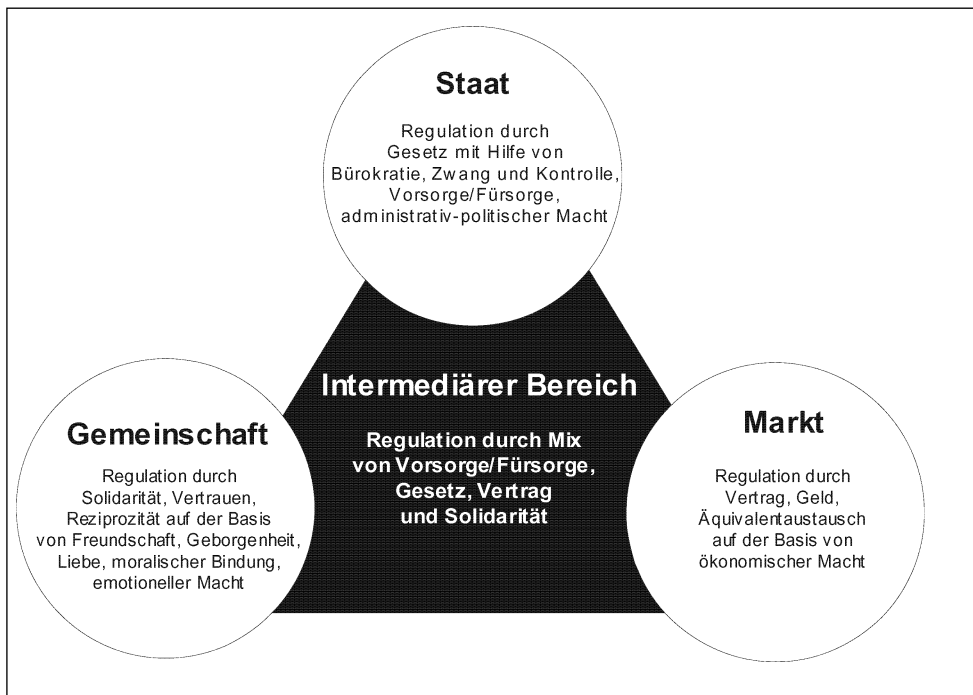 Staat
Regulation durch
Gesetz mit Hilfe von
Bürokratie, Zwang und Kontrolle,
Vorsorge/Fürsorge,
administrativ-politischer Macht
Intermediärer Bereich
Regulation durch Mix
von Vorsorge/Fürsorge,
Gesetz, Vertrag
und Solidarität
Gemeinschaft
Regulation durch
Solidarität, Vertrauen,
Reziprozität auf der Basis
von Freundschaft, Geborgenheit,
Liebe, moralischer Bindung,
emotioneller Macht
Markt
Regulation durch
Vertrag, Geld,
Äquivalentaustausch
auf der Basis von
ökonomischer Macht